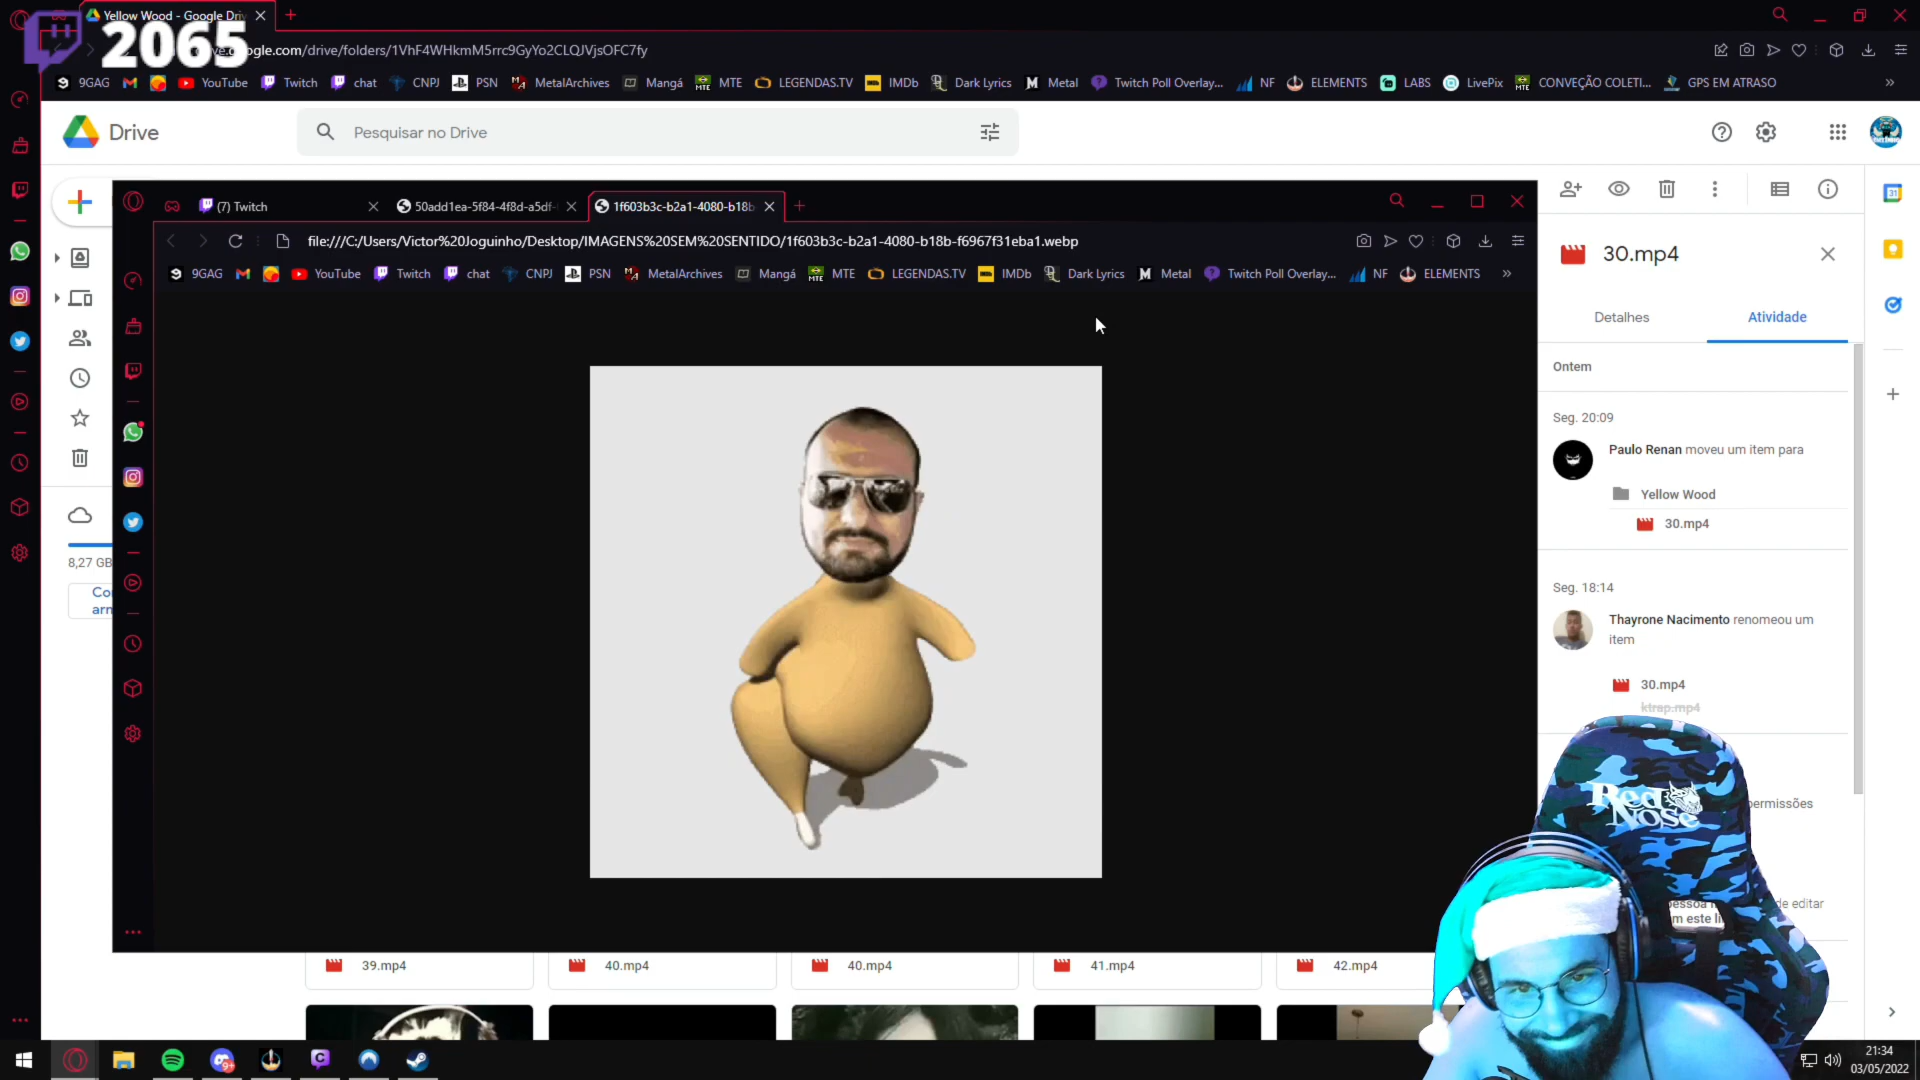 Yellow Wood - Google Driv
2065
google.com/drive/folders/1VhF4WHkmM5rrc9GyYo2CLQJVjsOFC7fy
9GAG YouTube Twitch chat CNPJ PSN MetalArchives Mangá MTE LEGENDAS.TV IMDb Dark Lyrics Metal Twitch Poll Overlay... NF ELEMENTS LABS LivePix CONVEÇÃO COLETI... GPS EM ATRASO
Drive
Pesquisar no Drive
(7) Twitch
50add1ea-5f84-4f8d-a5df-
1f603b3c-b2a1-4080-b18b
file:///C:/Users/Victor%20Joguinho/Desktop/IMAGENS%20SEM%20SENTIDO/1f603b3c-b2a1-4080-b18b-f6967f31eba1.webp
9GAG YouTube Twitch chat CNPJ PSN MetalArchives Mangá MTE LEGENDAS.TV IMDb Dark Lyrics Metal Twitch Poll Overlay... NF ELEMENTS
8,27 GB
30.mp4
Detalhes Atividade
Ontem
Seg. 20:09
Paulo Renan moveu um item para
Yellow Wood
30.mp4
Seg. 18:14
Thayrone Nacimento renomeou um
item
30.mp4
ktrap.mp4
permissões
de editar
Red
Nose
39.mp4 40.mp4 40.mp4 41.mp4 42.mp4
9+
21:34
03/05/2022